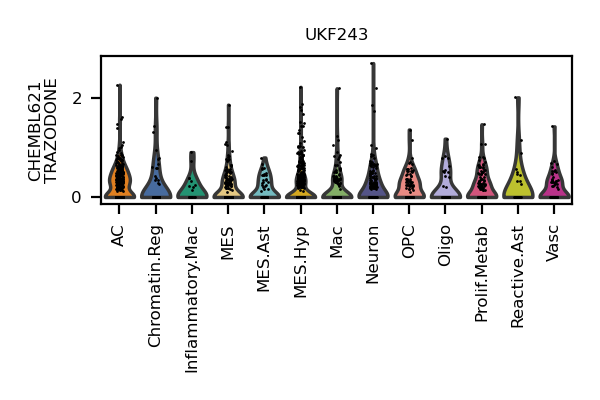 UKF243
CHEMBL621
TRAZODONE
2
0
AC
Chromatin.Reg
Inflammatory.Mac
MES
MES.Ast
MES.Hyp
Mac
Neuron
OPC
Oligo
Prolif.Metab
Reactive.Ast
Vasc